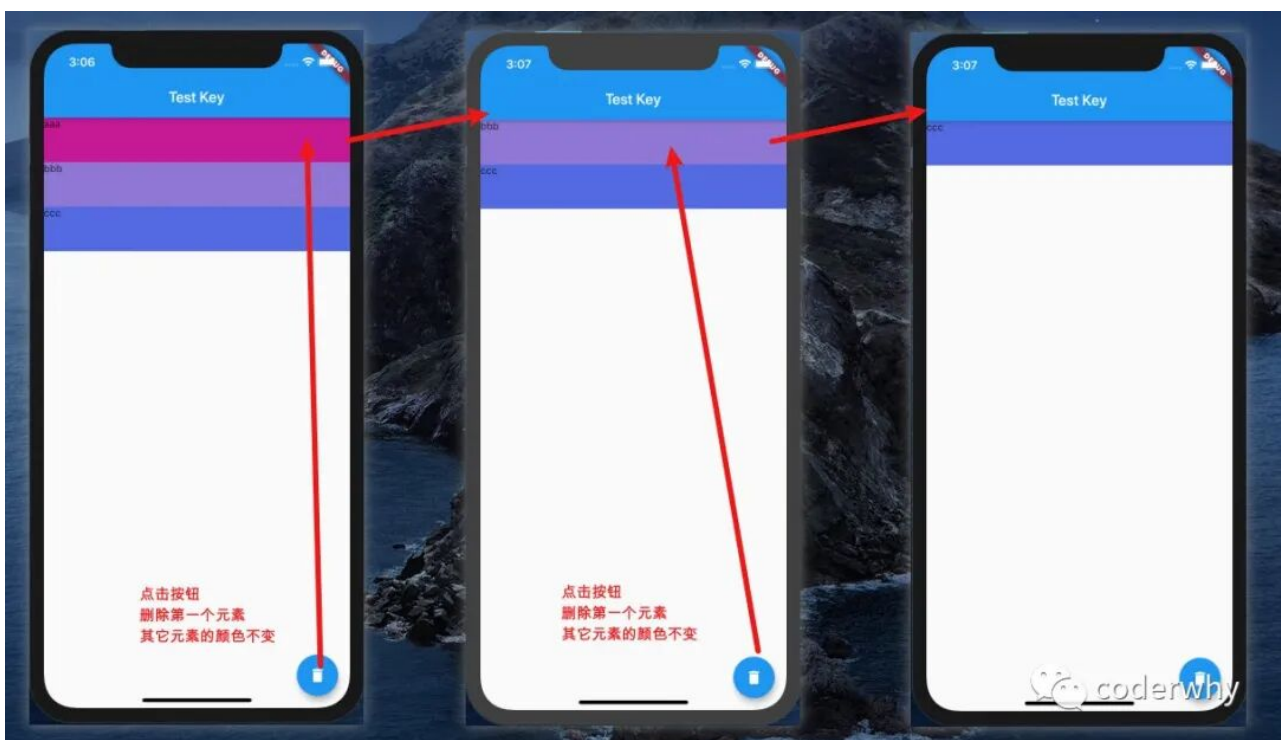 3:06
DEBUG
Test Key
aaa
bbb
ccc
点击按钮
删除第一个元素
其它元素的颜色不变
3:07
DEBUG
Test Key
bbb
ccc
点击按钮
删除第一个元素
其它元素的颜色不变
3:07
DEBUG
Test Key
ccc
coderwhy